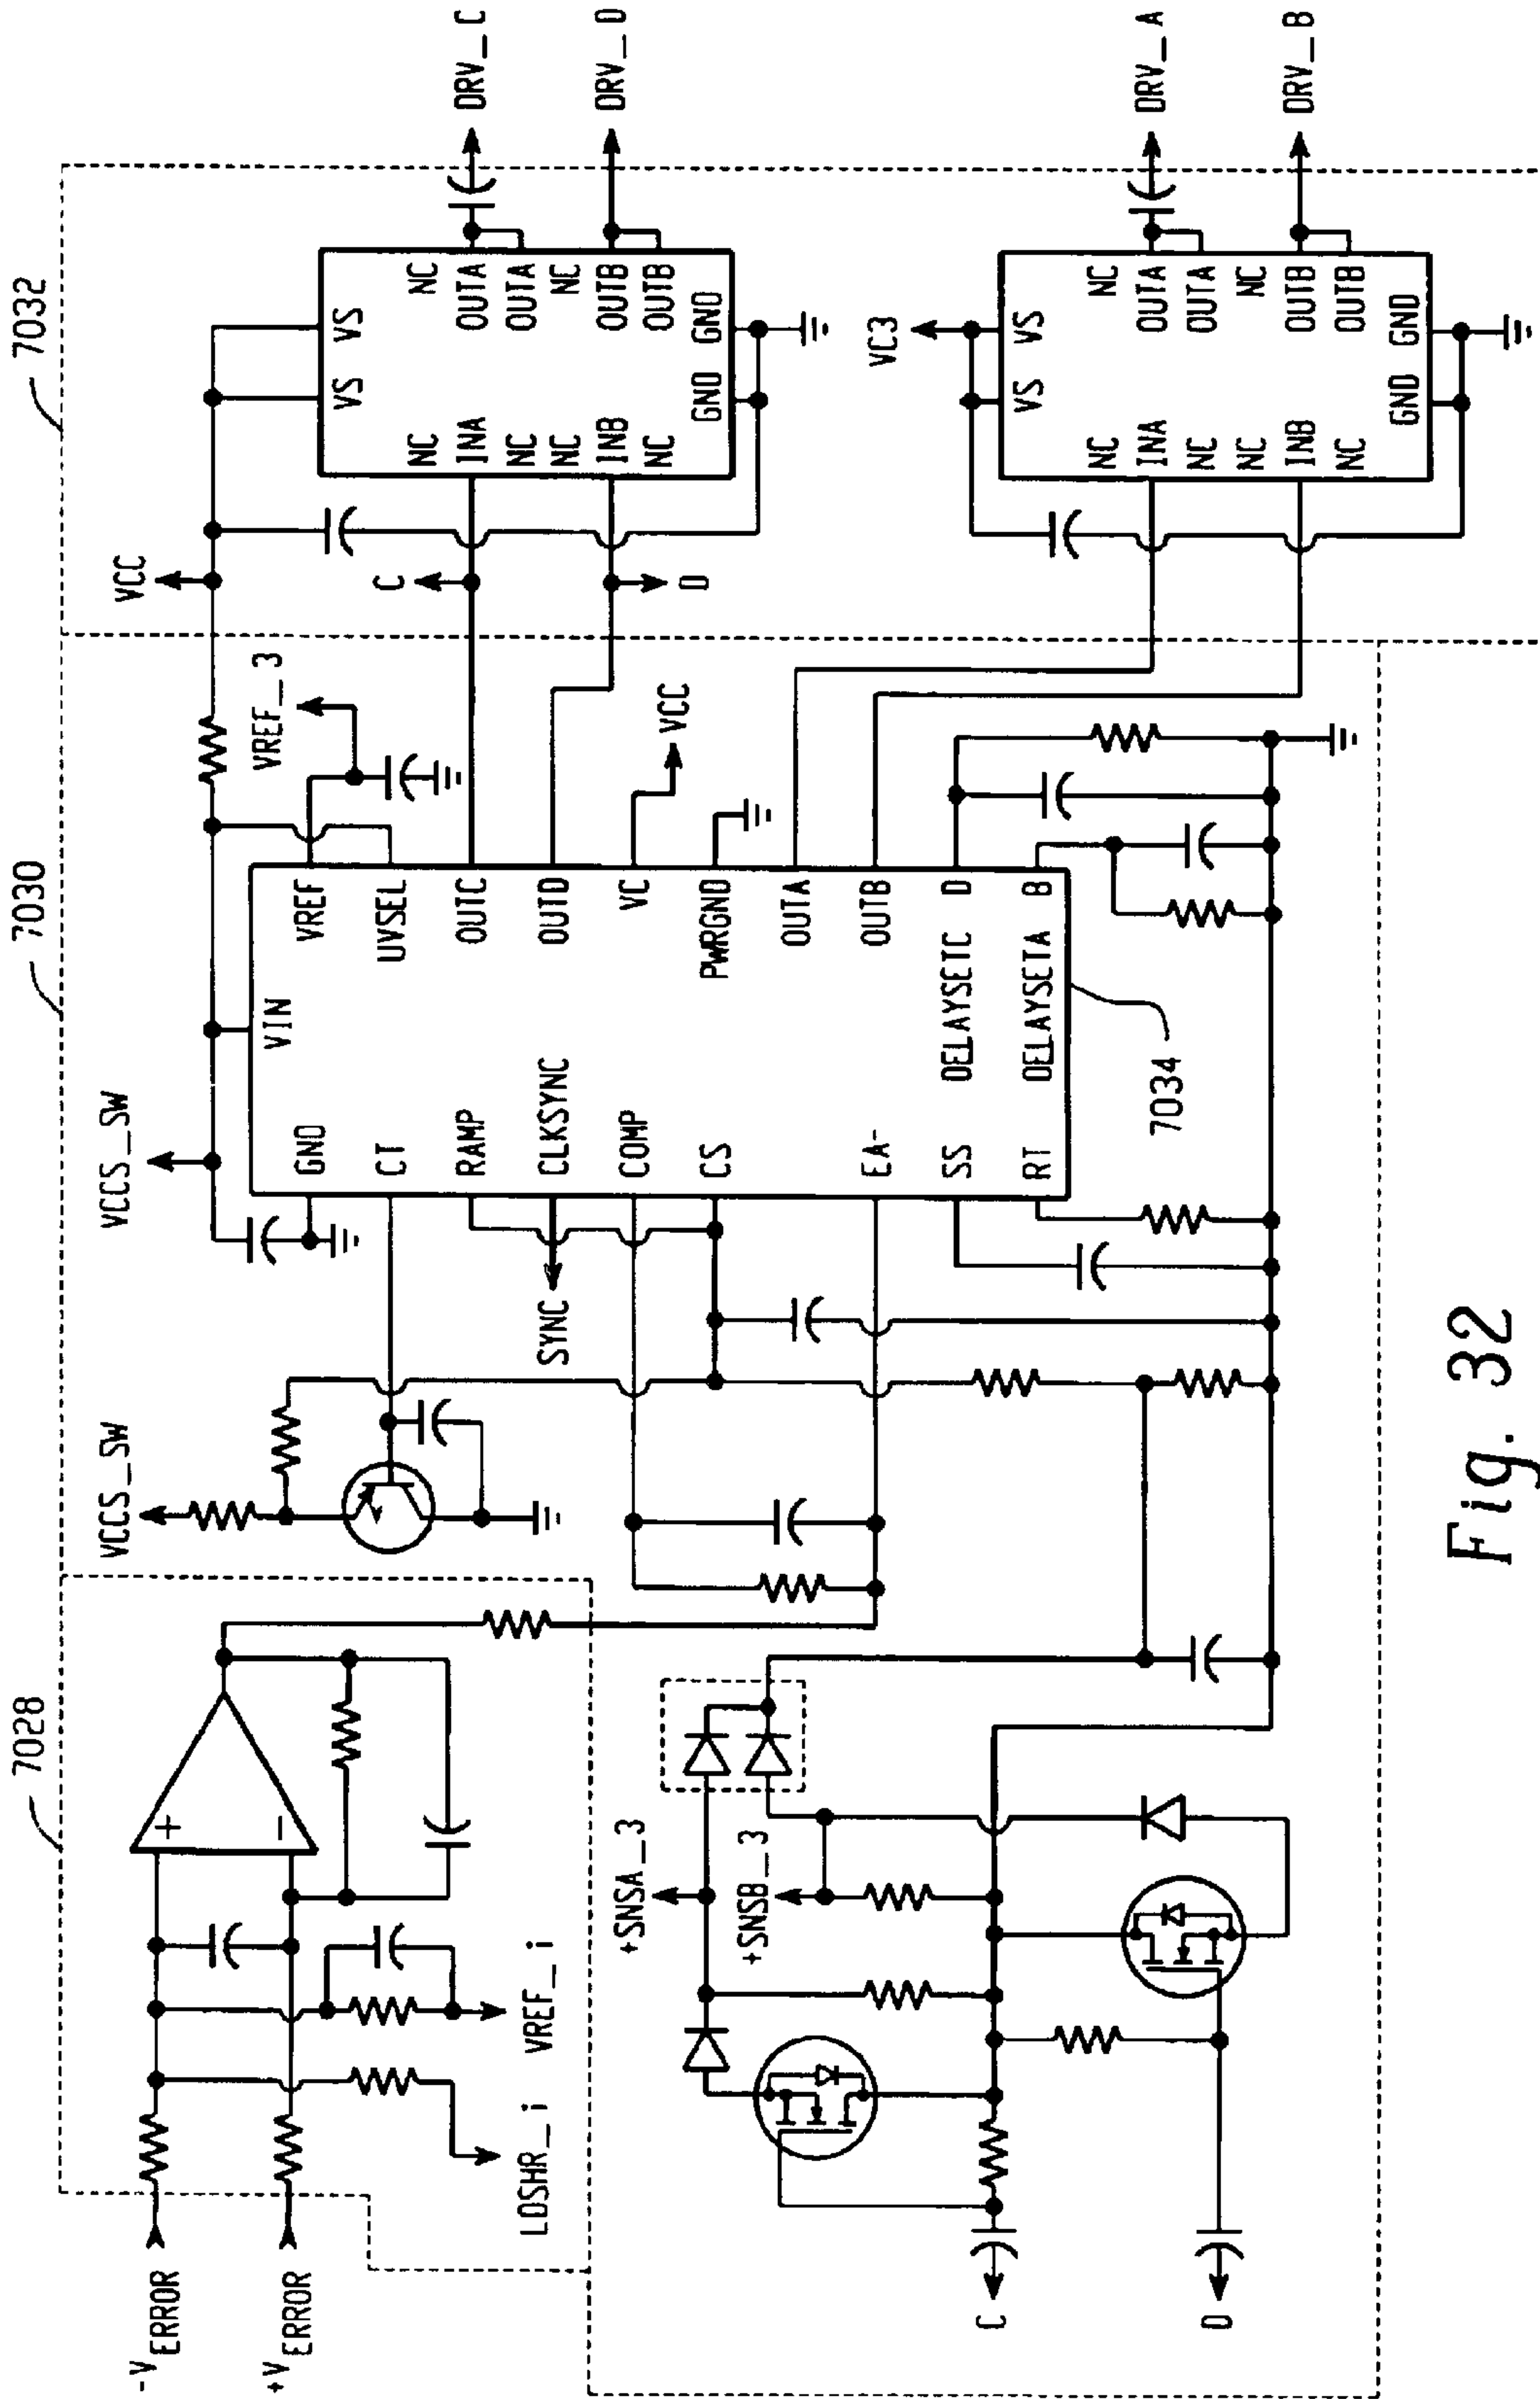 7028
7030
7032
-VERROR
+VERROR
LDSHR_i
VREF_i
+
-
VCCS_SW
VCCS_SW
VREF_3
VCC
VCC
SYNC
VIN
GND
CT
RAMP
CLKSYNC
COMP
CS
EA-
SS
RT
VREF
UVSEL
OUTC
OUTD
VC
PWRGND
OUTA
OUTB
DELAYSETC D
DELAYSETA B
7034
C
D
VS
VS
NC
INA
NC
NC
INB
NC
NC
OUTA
OUTA
NC
OUTB
OUTB
GND
GND
DRV_C
DRV_D
VC3
VS
VS
NC
INA
NC
NC
INB
NC
NC
OUTA
OUTA
NC
OUTB
OUTB
GND
GND
DRV_A
DRV_B
+SNSA_3
+SNSB_3
C
D
Fig. 32